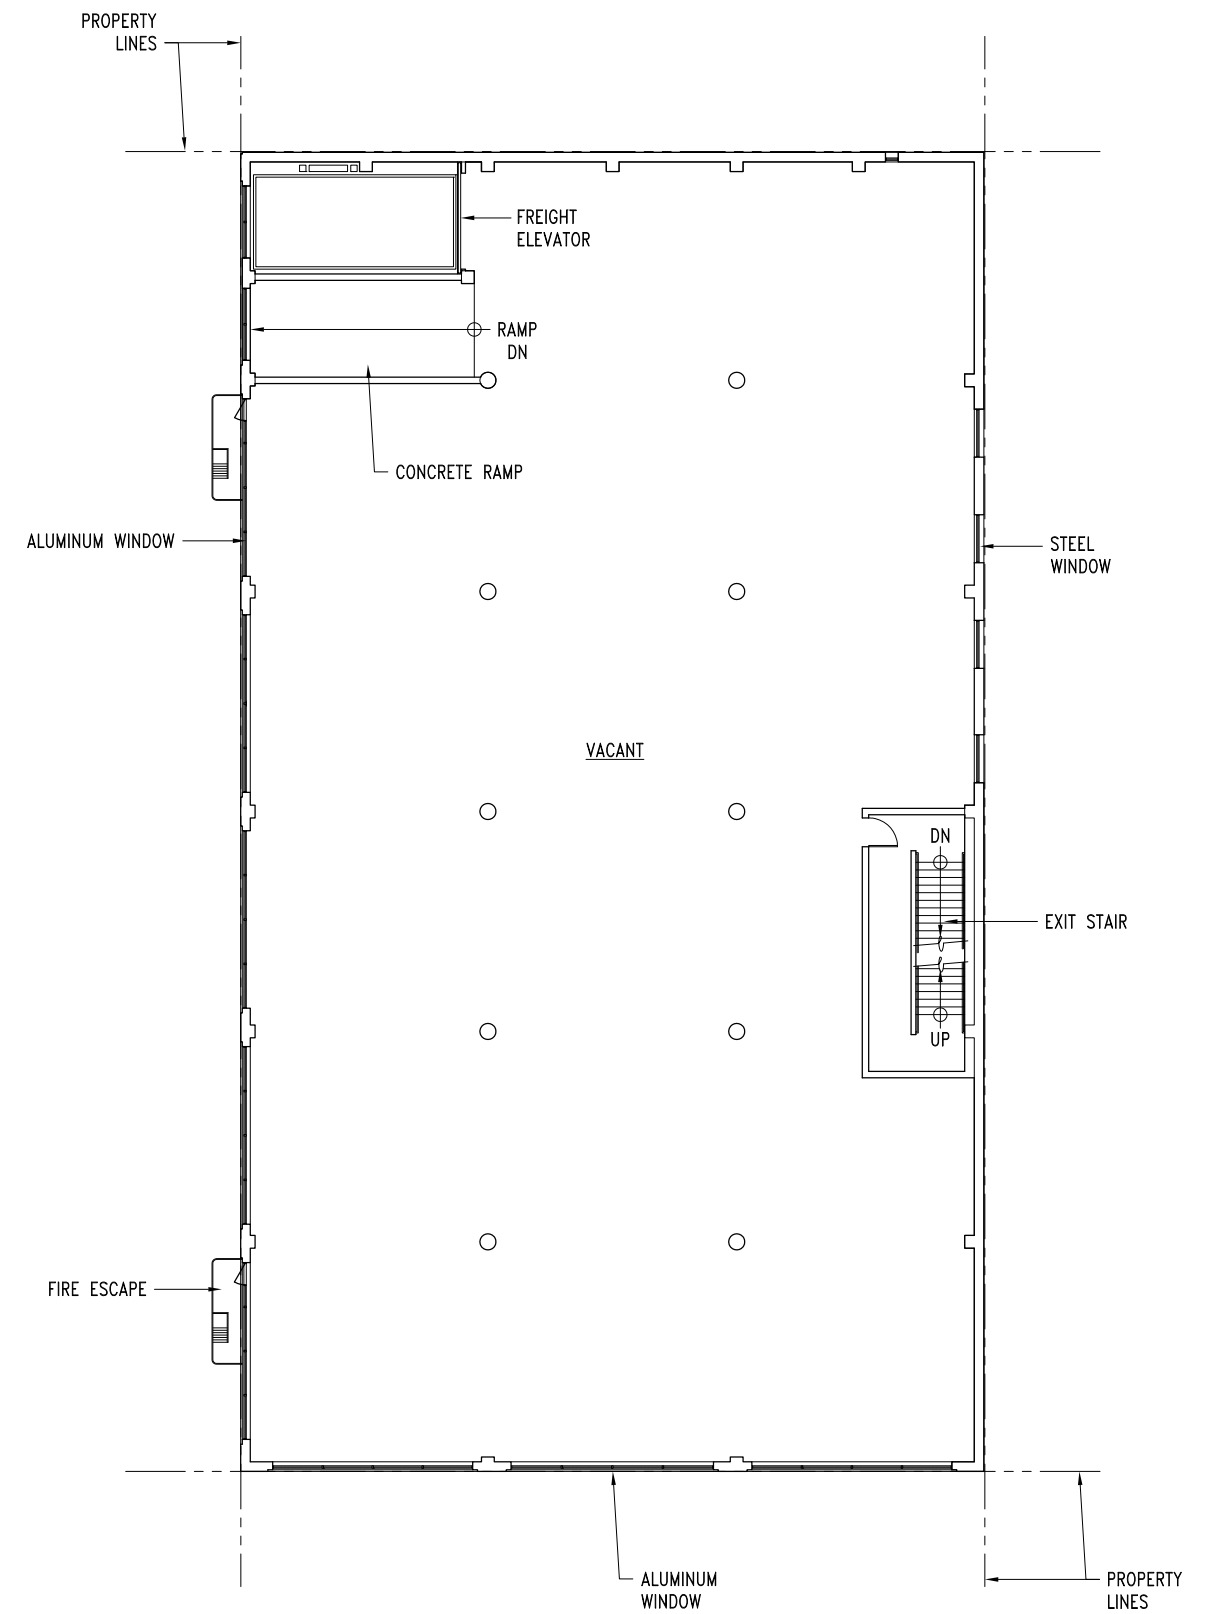 PROPERTY
LINES
FREIGHT
ELEVATOR
RAMP
DN
CONCRETE RAMP
ALUMINUM WINDOW
STEEL
WINDOW
VACANT
DN
EXIT STAIR
UP
FIRE ESCAPE
ALUMINUM
WINDOW
PROPERTY
LINES